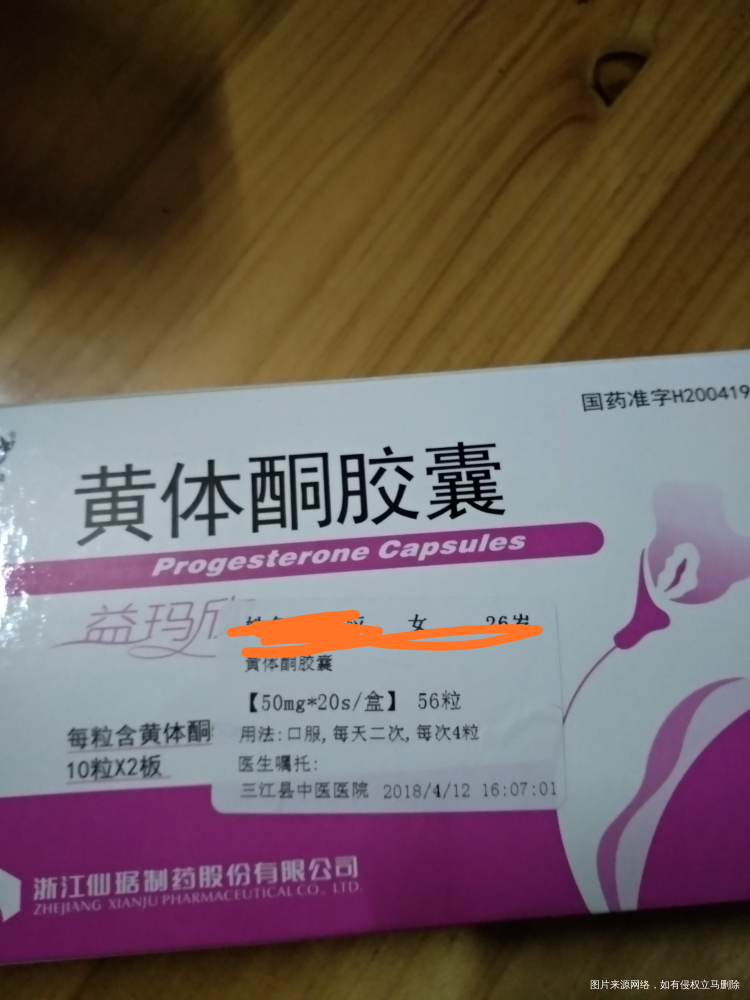 国药准字H200419
黄体酮胶囊
Progesterone Capsules
益玛欣
女 26岁
黄体酮胶囊
【50mg*20s/盒】 56粒
每粒含黄体酮
用法:口服,每天二次,每次4粒
10粒X2板
医生嘱托:
三江县中医医院 2018/4/12 16:07:01
浙江仙琚制药股份有限公司
ZHEJIANG XIANJU PHARMACEUTICAL CO., LTD.
图片来源网络，如有侵权立马删除